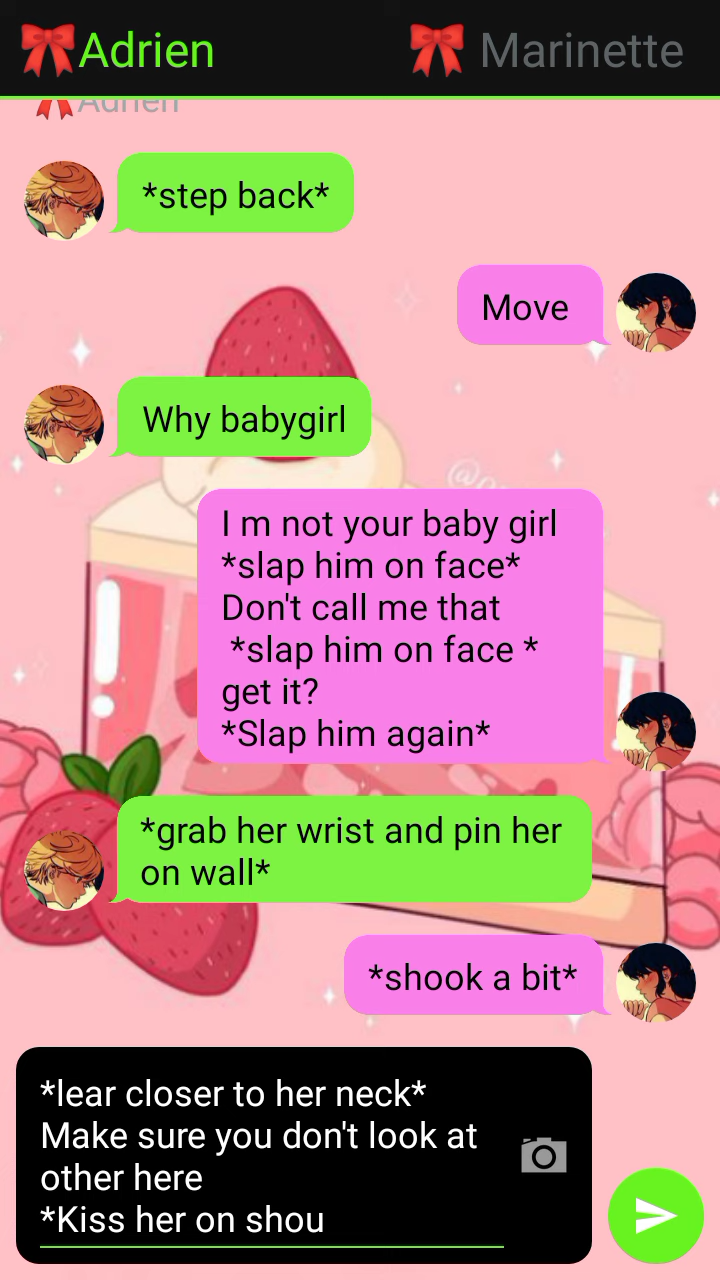 Adrien
Marinette
Adrien
*step back*
Move
Why babygirl
I m not your baby girl
*slap him on face*
Don't call me that
*slap him on face *
get it?
*Slap him again*
*grab her wrist and pin her
on wall*
*shook a bit*
*lear closer to her neck*
Make sure you don't look at
other here
*Kiss her on shou